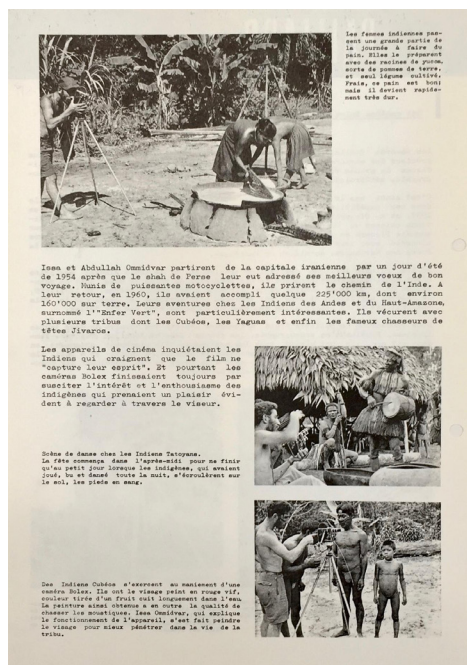 Les femmes indiennes pas-
sent une grande partie de
la journée à faire du
pain. Elles le préparent
avec des racines de yucca,
sorte de pommes de terre,
et seul légume cultivé.
Frais, ce pain est bon;
mais il devient rapide-
ment très dur.
Issa et Abdullah Ommidvar partirent de la capitale iranienne par un jour d'été
de 1954 après que le shah de Perse leur eut adressé ses meilleurs voeux de bon
voyage. Munis de puissantes motocyclettes, ils prirent le chemin de l'Inde. A
leur retour, en 1960, ils avaient accompli quelque 225'000 km, dont environ
160'000 sur terre. Leurs aventures chez les Indiens des Andes et du Haut-Amazone,
surnommé l'"Enfer Vert", sont particulièrement intéressantes. Ils vécurent avec
plusieurs tribus dont les Cubéos, les Yaguas et enfin les fameux chasseurs de
têtes Jivaros.
Les appareils de cinéma inquiétaient les
Indiens qui craignent que le film ne
"capture leur esprit". Et pourtant les
caméras Bolex finissaient toujours par
susciter l'intérêt et l'enthousiasme des
indigènes qui prenaient un plaisir évi-
dent à regarder à travers le viseur.
Scène de danse chez les Indiens Tatoyana.
La fête commença dans l'après-midi pour ne finir
qu'au petit jour lorsque les indigènes, qui avaient
joué, bu et dansé toute la nuit, s'écroulèrent sur
le sol, les pieds en sang.
Des Indiens Cubéos s'exercent au maniement d'une
caméra Bolex. Ils ont le visage peint en rouge vif,
couleur tirée d'un fruit cuit longuement dans l'eau.
La peinture ainsi obtenue a en outre la qualité de
chasser les moustiques. Issa Ommidvar, qui explique
le fonctionnement de l'appareil, s'est fait peindre
le visage pour mieux pénétrer dans la vie de la
tribu.